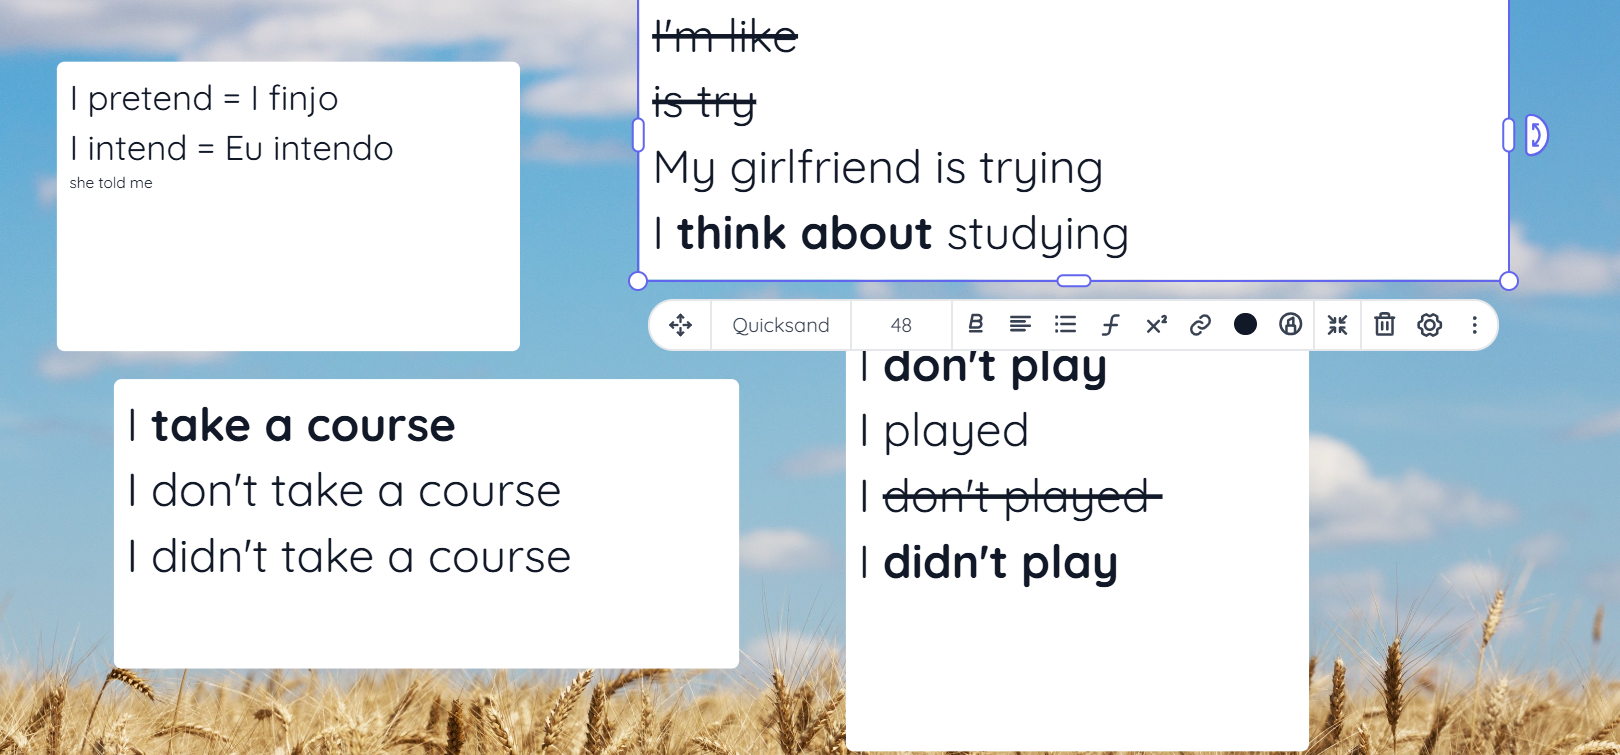 I pretend = I finjo
I intend = Eu intendo
she told me
I'm like
is try
My girlfriend is trying
I think about studying
Quicksand
48
I take a course
I don't take a course
I didn't take a course
I don't play
I played
I don't played
I didn't play